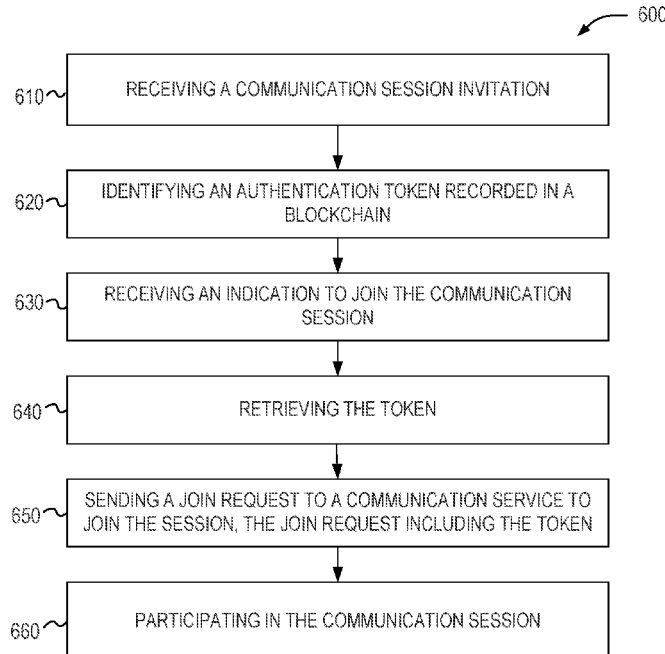 600
610
RECEIVING A COMMUNICATION SESSION INVITATION
620
IDENTIFYING AN AUTHENTICATION TOKEN RECORDED IN A
BLOCKCHAIN
630
RECEIVING AN INDICATION TO JOIN THE COMMUNICATION
SESSION
640
RETRIEVING THE TOKEN
650
SENDING A JOIN REQUEST TO A COMMUNICATION SERVICE TO
JOIN THE SESSION, THE JOIN REQUEST INCLUDING THE TOKEN
660
PARTICIPATING IN THE COMMUNICATION SESSION